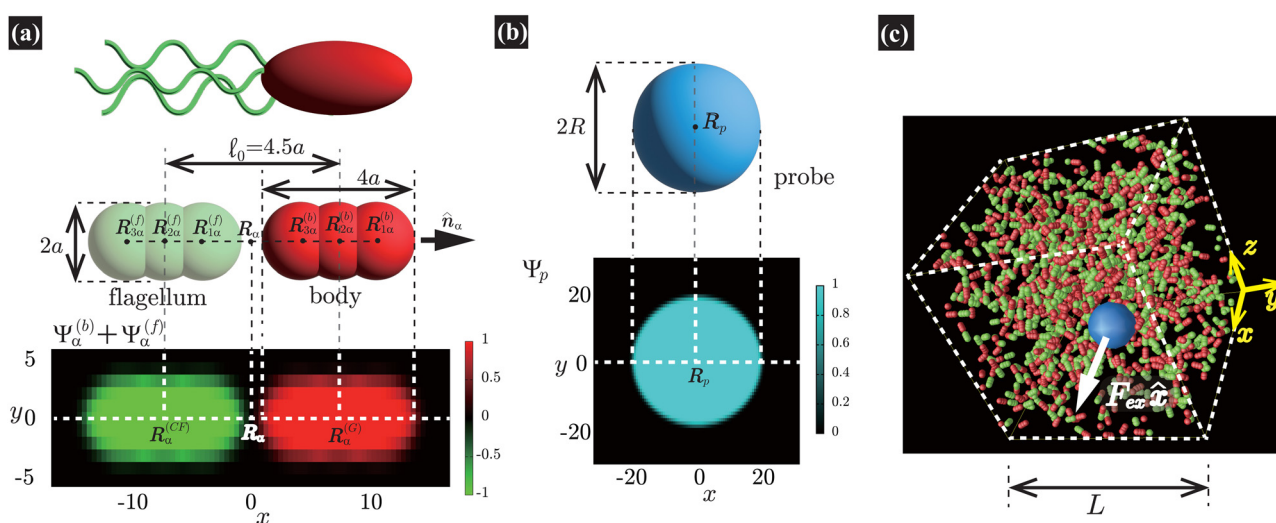 (a)
ℓ₀=4.5a
4a
2a
R₃α^(f) R₂α^(f) R₁α^(f) Rα R₃α^(b) R₂α^(b) R₁α^(b)
n̂α
flagellum
body
Ψα^(b) + Ψα^(f)
5
y 0
-5
Rα^(CF) Rα Rα^(G)
-10 0 10
x
1
0.5
0
-0.5
-1
(b)
2R
Rₚ
probe
Ψₚ
20
y 0
-20
Rₚ
-20 0 20
x
1
0.8
0.6
0.4
0.2
0
(c)
z
y
x
Fₑₓ x̂
L